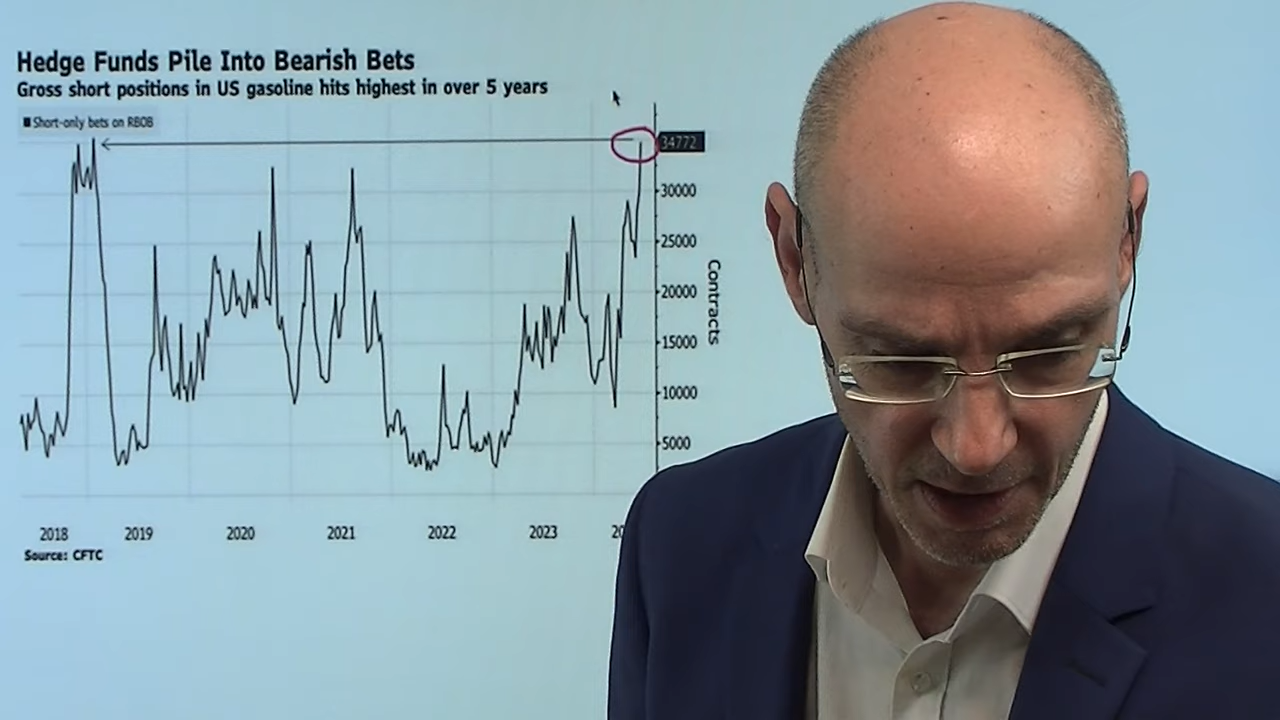 Hedge Funds Pile Into Bearish Bets
Gross short positions in US gasoline hits highest in over 5 years
Short-only bets on RBOB
34772
30000
25000
20000
15000
10000
5000
Contracts
2018 2019 2020 2021 2022 2023 20
Source: CFTC